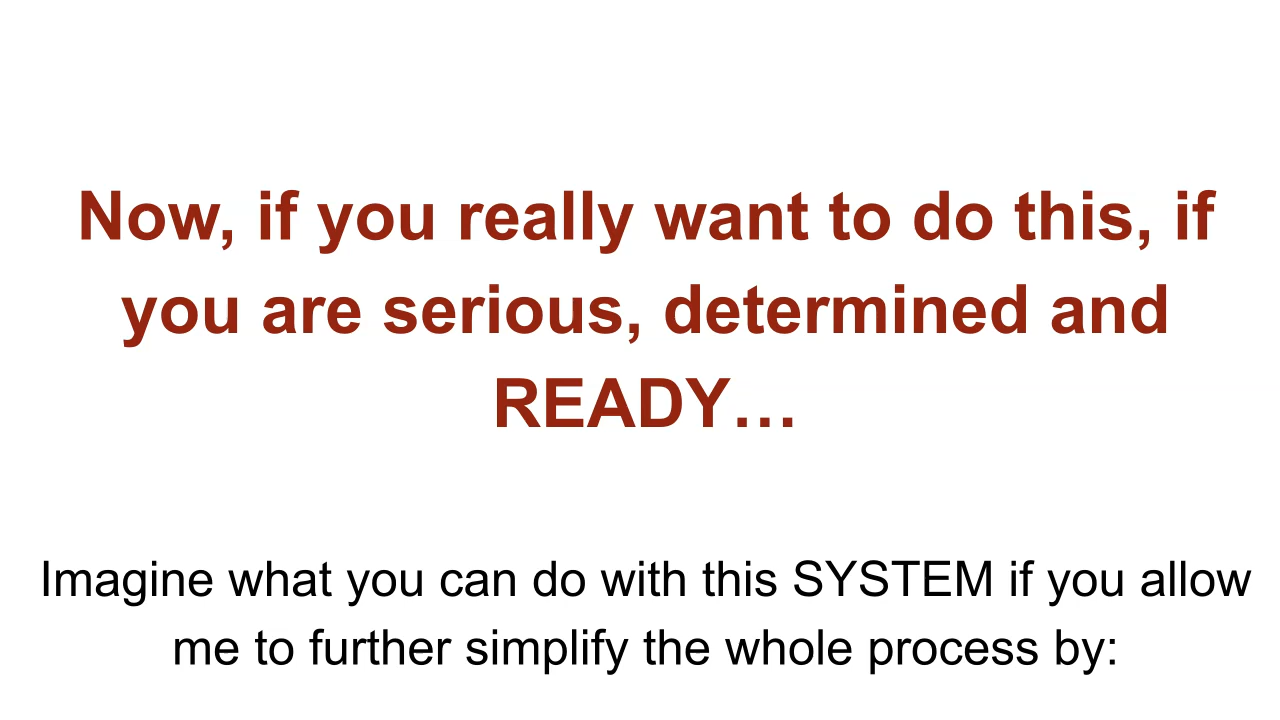 Now, if you really want to do this, if
you are serious, determined and
READY…
Imagine what you can do with this SYSTEM if you allow
me to further simplify the whole process by: